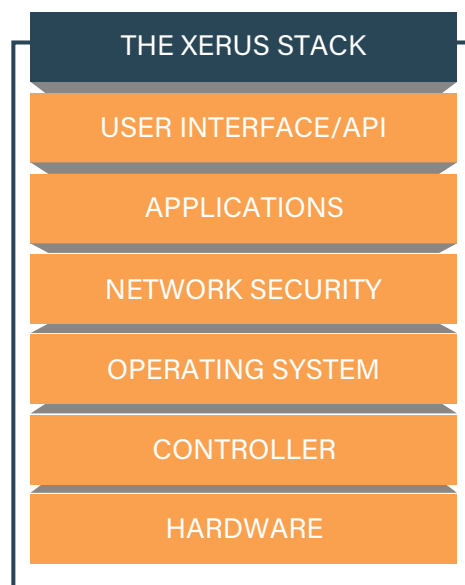 THE XERUS STACK
USER INTERFACE/API
APPLICATIONS
NETWORK SECURITY
OPERATING SYSTEM
CONTROLLER
HARDWARE